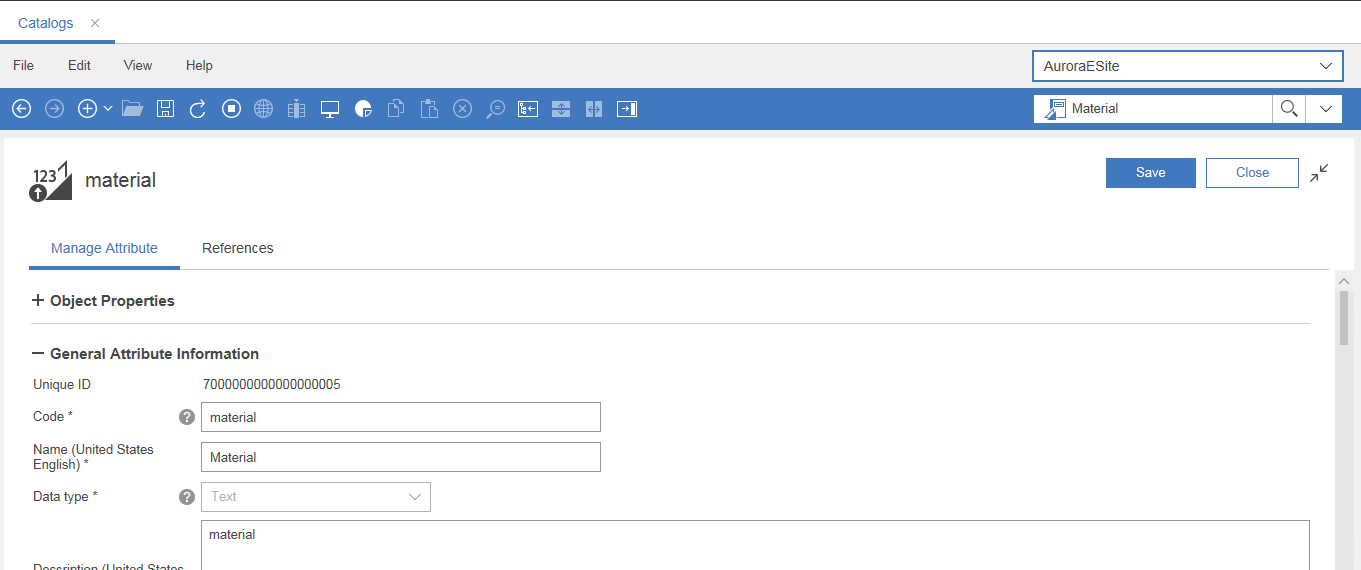 Catalogs
File Edit View Help AuroraESite
Material
123 material Save Close
Manage Attribute References
Object Properties
General Attribute Information
Unique ID 7000000000000000005
Code * ? material
Name (United States
English) * Material
Data type * ? Text
material
Description (United States